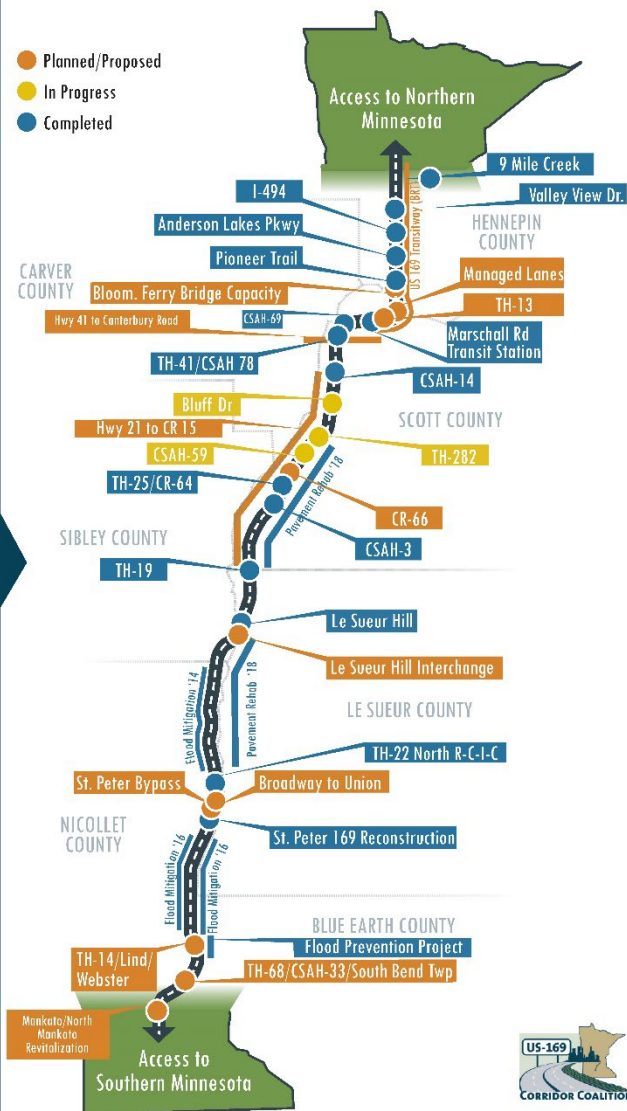 Planned/Proposed
In Progress
Completed
Access to Northern
Minnesota
9 Mile Creek
I-494
Valley View Dr.
Anderson Lakes Pkwy
US 169 Transitway (BRT)
HENNEPIN
COUNTY
Pioneer Trail
CARVER
COUNTY
Managed Lanes
Bloom. Ferry Bridge Capacity
TH-13
Hwy 41 to Canterbury Road
CSAH-69
Marschall Rd
Transit Station
TH-41/CSAH 78
CSAH-14
Bluff Dr
SCOTT COUNTY
Hwy 21 to CR 15
CSAH-59
TH-282
TH-25/CR-64
Pavement Rehab '18
CR-66
SIBLEY COUNTY
CSAH-3
TH-19
Le Sueur Hill
Le Sueur Hill Interchange
Flood Mitigation '14
Pavement Rehab '18
LE SUEUR COUNTY
TH-22 North R-C-I-C
St. Peter Bypass
Broadway to Union
NICOLLET
COUNTY
St. Peter 169 Reconstruction
Flood Mitigation '16
Flood Mitigation '16
BLUE EARTH COUNTY
Flood Prevention Project
TH-14/Lind/
Webster
TH-68/CSAH-33/South Bend Twp
Mankato/North
Mankato
Revitalization
Access to
Southern Minnesota
US-169
CORRIDOR COALITION